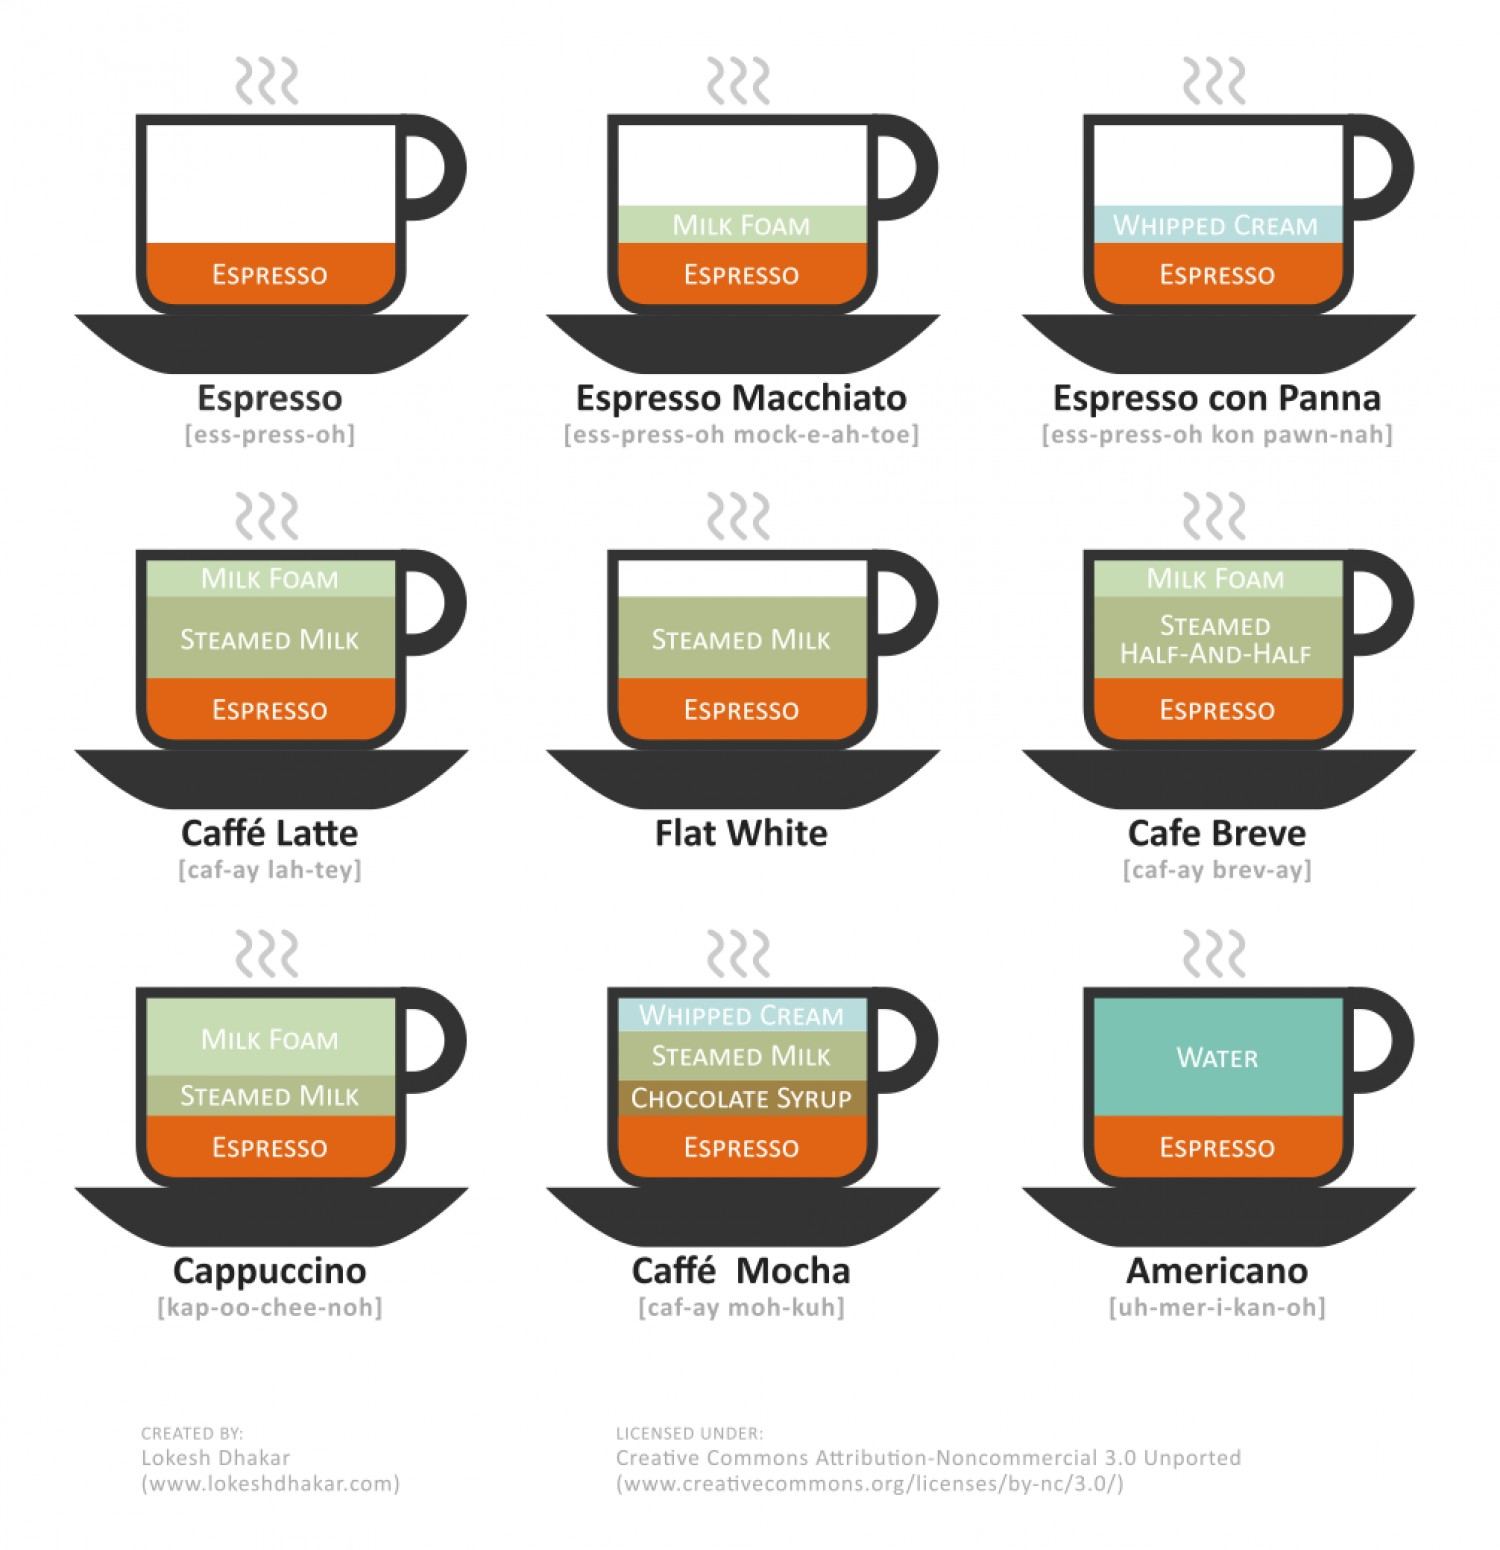 Espresso
Espresso
[ess-press-oh]
Milk Foam
Espresso
Espresso Macchiato
[ess-press-oh mock-e-ah-toe]
Whipped Cream
Espresso
Espresso con Panna
[ess-press-oh kon pawn-nah]
Milk Foam
Steamed Milk
Espresso
Caffé Latte
[caf-ay lah-tey]
Steamed Milk
Espresso
Flat White
Milk Foam
Steamed
Half-And-Half
Espresso
Cafe Breve
[caf-ay brev-ay]
Milk Foam
Steamed Milk
Espresso
Cappuccino
[kap-oo-chee-noh]
Whipped Cream
Steamed Milk
Chocolate Syrup
Espresso
Caffé Mocha
[caf-ay moh-kuh]
Water
Espresso
Americano
[uh-mer-i-kan-oh]
CREATED BY:
Lokesh Dhakar
(www.lokeshdhakar.com)
LICENSED UNDER:
Creative Commons Attribution-Noncommercial 3.0 Unported
(www.creativecommons.org/licenses/by-nc/3.0/)